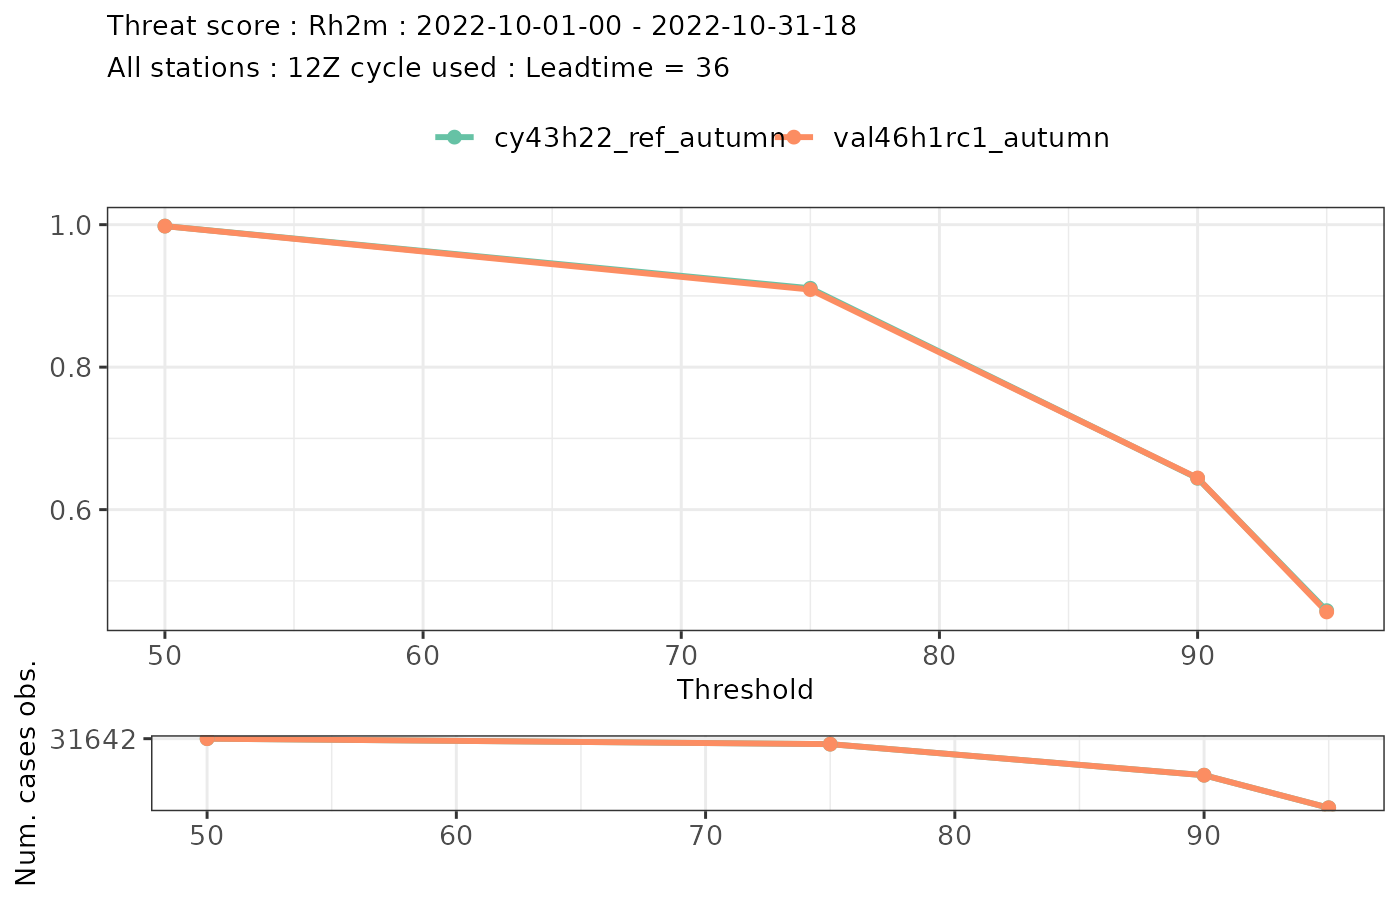 Threat score : Rh2m : 2022-10-01-00 - 2022-10-31-18
All stations : 12Z cycle used : Leadtime = 36
cy43h22_ref_autumn val46h1rc1_autumn
1.0
0.8
0.6
50 60 70 80 90
Threshold
Num. cases obs.
31642
50 60 70 80 90